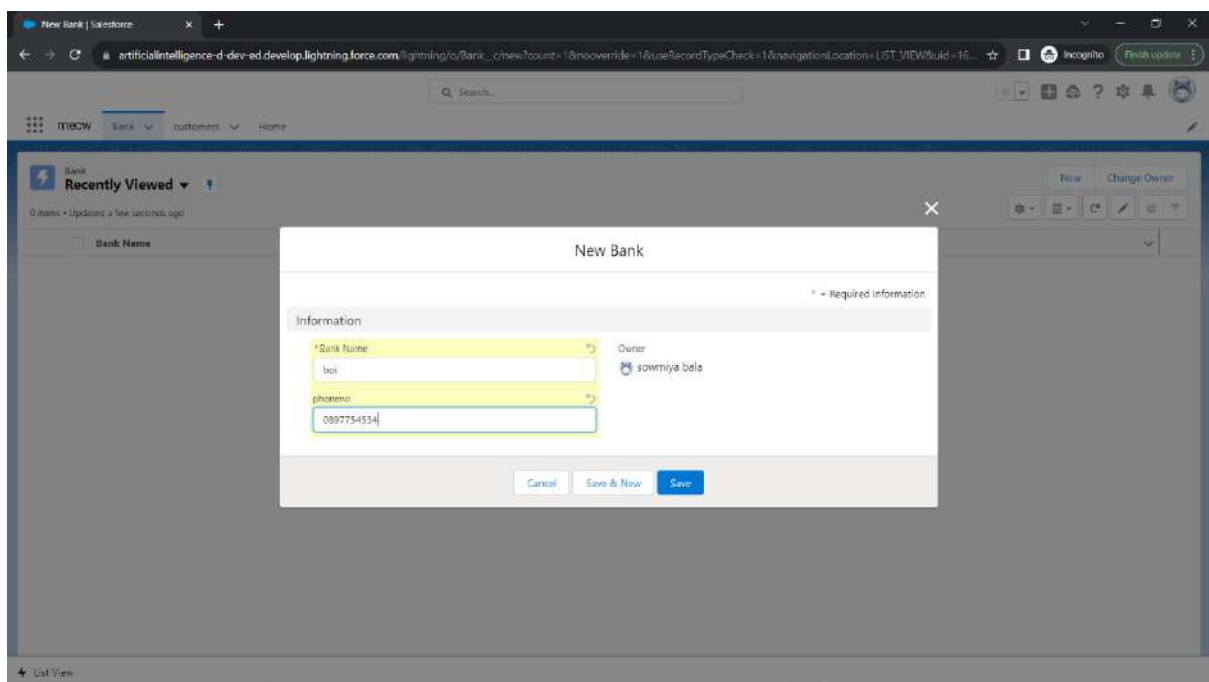 New Bank | Salesforce
artificialintelligence-d-dev-ed.develop.lightning.force.com/lightning/o/Bank__c/new?count=1&nooverride=1&useRecordTypeCheck=1&navigationLocation=LIST_VIEW&uid=16...
Incognito
Finish update
Search...
meow
Bank
customers
Home
Bank
Recently Viewed
New
Change Owner
0 items • Updated a few seconds ago
Bank Name
New Bank
* = Required Information
Information
*Bank Name
Owner
boi
sowmiya bala
phoneno
0897754534
Cancel
Save & New
Save
List View